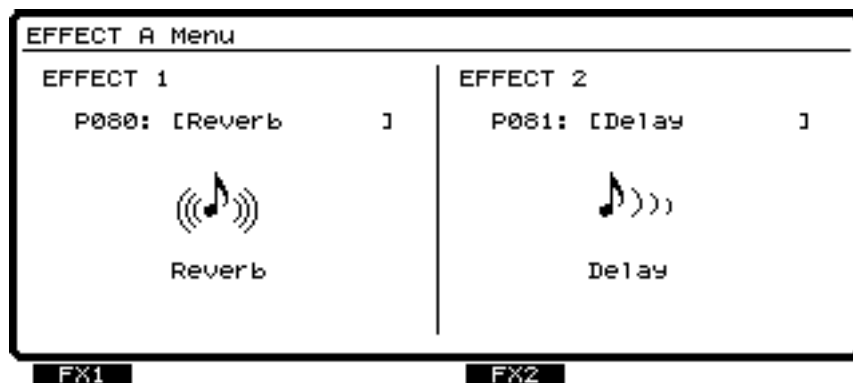 EFFECT A Menu
EFFECT 1
P080: [Reverb ]
Reverb
EFFECT 2
P081: [Delay ]
Delay
FX1
FX2